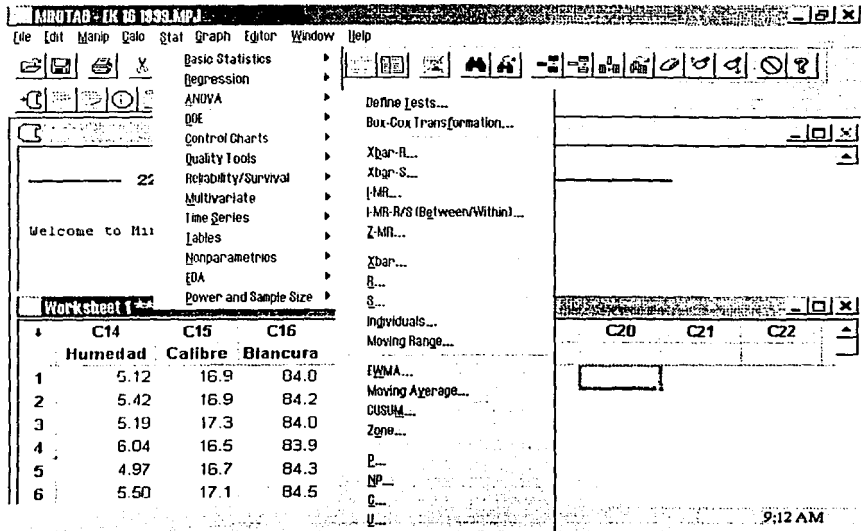 MINITAB - EK 16 1999.MPJ
File Edit Manip Calc Stat Graph Editor Window Help
Basic Statistics
Regression
ANOVA
DOE
Control Charts
Quality Tools
Reliability/Survival
Multivariate
Time Series
Tables
Nonparametrics
EDA
Power and Sample Size
Define Tests...
Box-Cox Transformation...
Xbar-R...
Xbar-S...
I-MR...
I-MR-R/S (Between/Within)...
Z-MR...
Xbar...
R...
S...
Individuals...
Moving Range...
EWMA...
Moving Average...
CUSUM...
Zone...
P...
NP...
C...
U...
22
Welcome to Min
Worksheet 1 ***
C14 C15 C16 C20 C21 C22
Humedad Calibre Blancura
1 5.12 16.9 84.0
2 5.42 16.9 84.2
3 5.19 17.3 84.0
4 6.04 16.5 83.9
5 4.97 16.7 84.3
6 5.50 17.1 84.5
9:12 AM